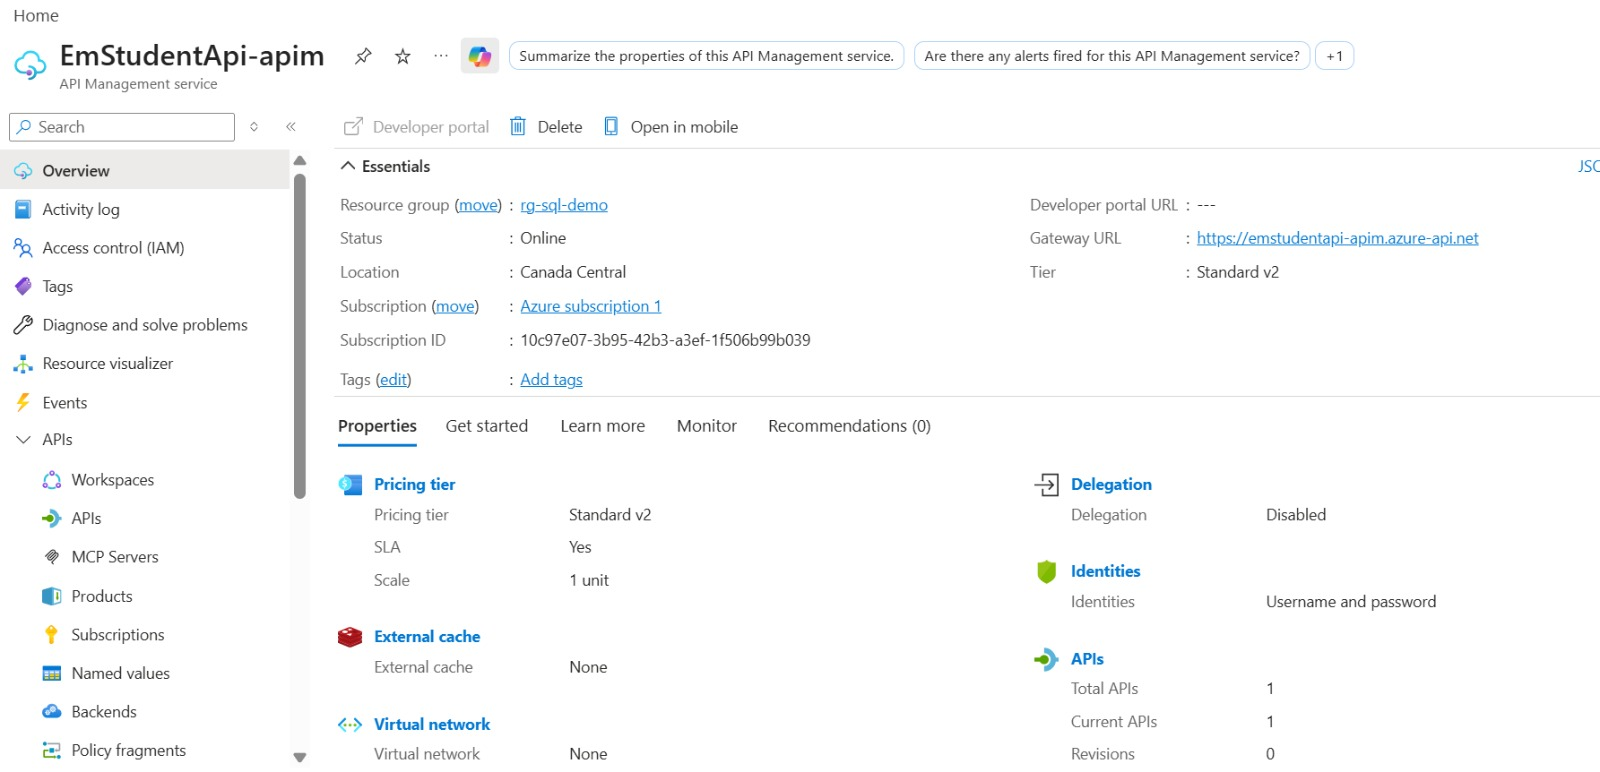 Home
EmStudentApi-apim
API Management service
Summarize the properties of this API Management service.
Are there any alerts fired for this API Management service?
+1
Search
Developer portal
Delete
Open in mobile
Overview
Activity log
Access control (IAM)
Tags
Diagnose and solve problems
Resource visualizer
Events
APIs
Workspaces
APIs
MCP Servers
Products
Subscriptions
Named values
Backends
Policy fragments
Essentials
JSO
Resource group (move) : rg-sql-demo
Status : Online
Location : Canada Central
Subscription (move) : Azure subscription 1
Subscription ID : 10c97e07-3b95-42b3-a3ef-1f506b99b039
Tags (edit) : Add tags
Developer portal URL : ---
Gateway URL : https://emstudentapi-apim.azure-api.net
Tier : Standard v2
Properties Get started Learn more Monitor Recommendations (0)
Pricing tier
Pricing tier Standard v2
SLA Yes
Scale 1 unit
External cache
External cache None
Virtual network
Virtual network None
Delegation
Delegation Disabled
Identities
Identities Username and password
APIs
Total APIs 1
Current APIs 1
Revisions 0